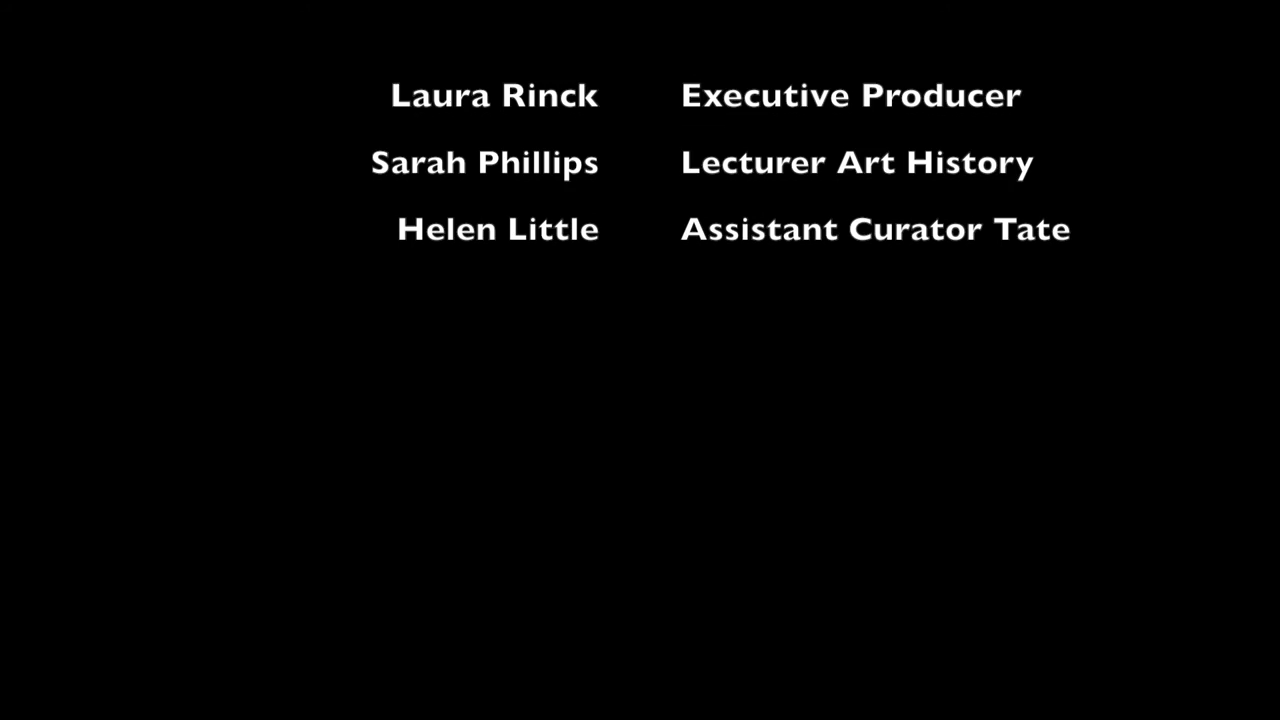 Laura Rinck Executive Producer
Sarah Phillips Lecturer Art History
Helen Little Assistant Curator Tate